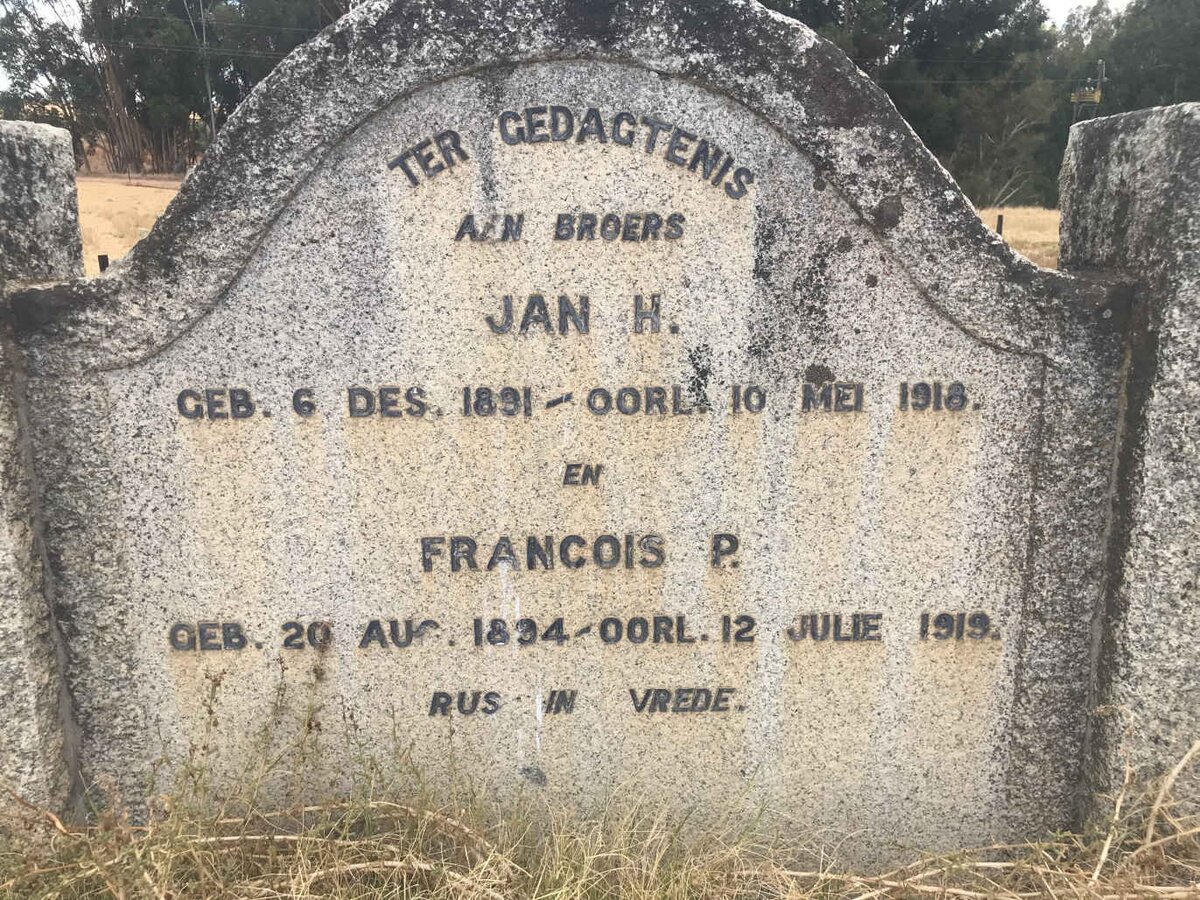 TER GEDAGTENIS
A/N BROERS
JAN H.
GEB. 6 DES. 1891 - OORL. 10 MEI 1918.
EN
FRANCOIS P.
GEB. 20 AUG. 1894 - OORL. 12 JULIE 1919.
RUS IN VREDE.